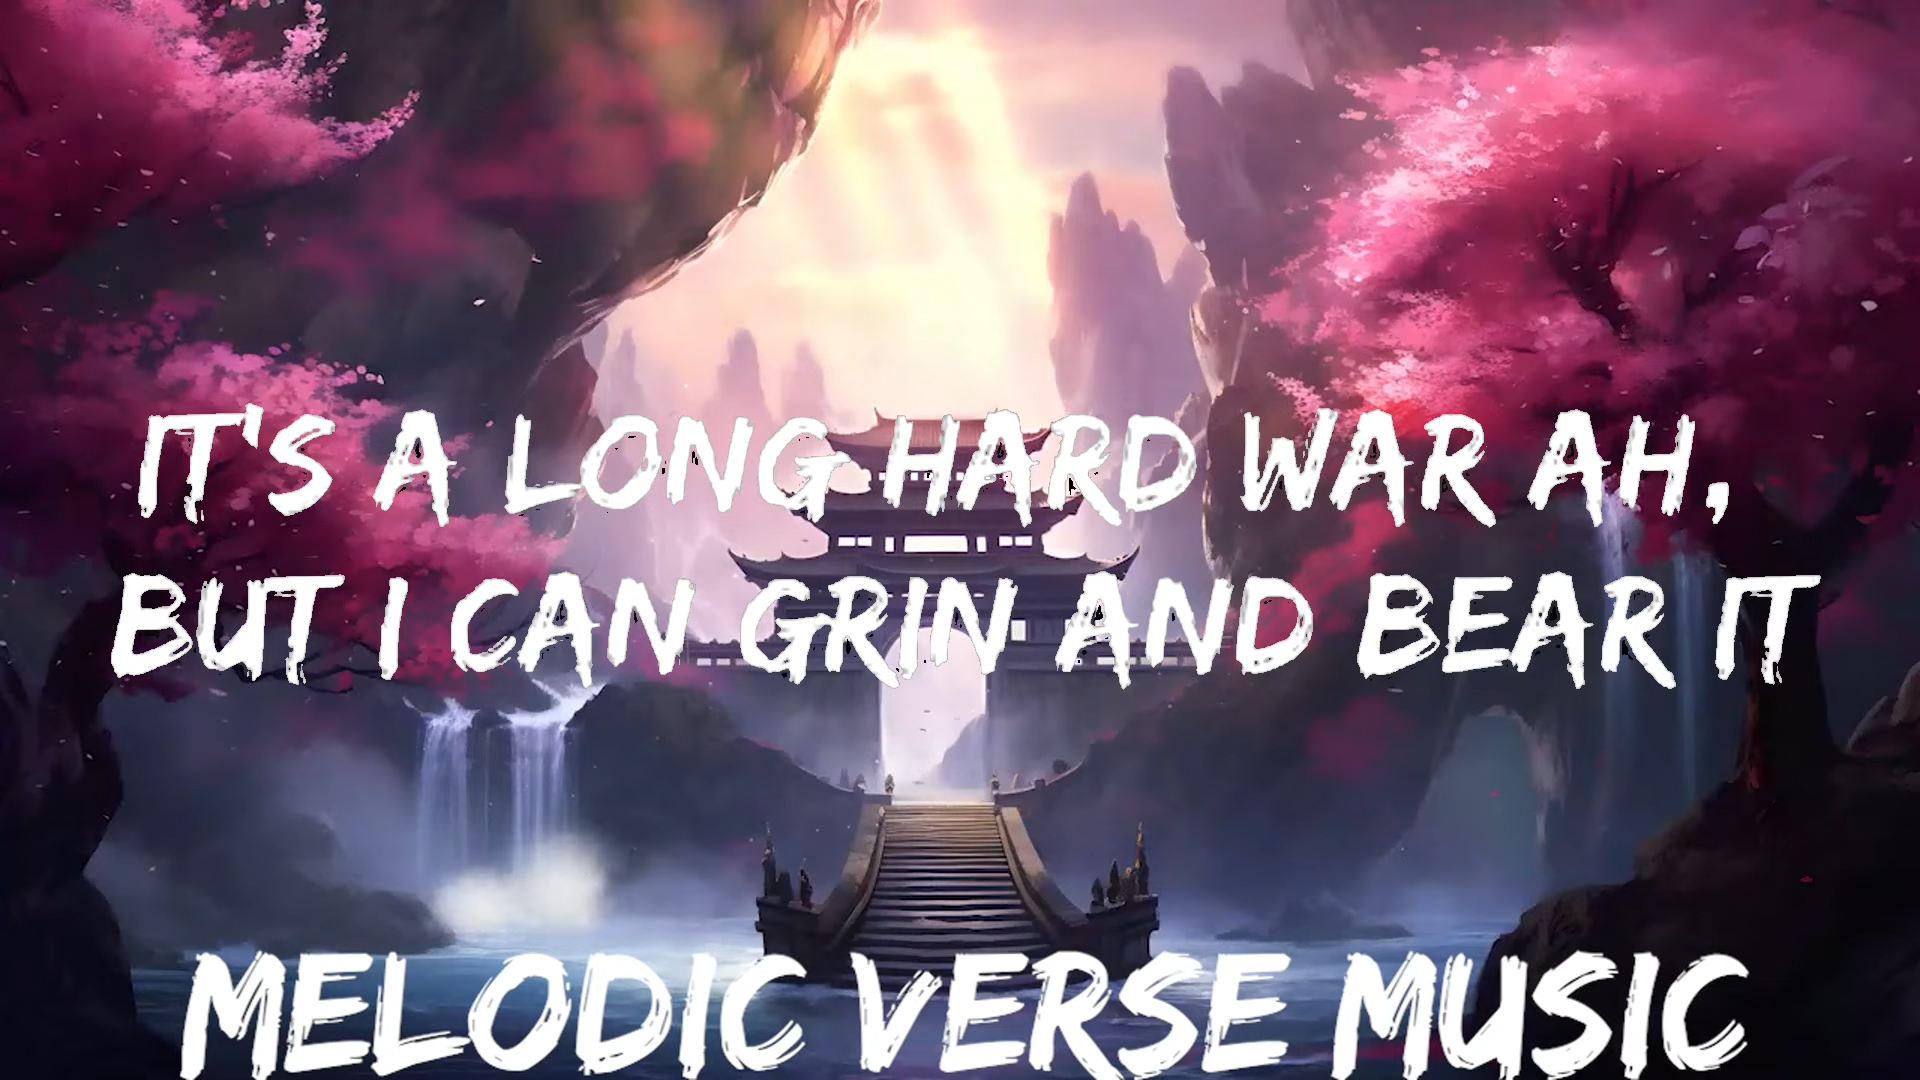 IT'S A LONG HARD WAR AH,
BUT I CAN GRIN AND BEAR IT
MELODIC VERSE MUSIC